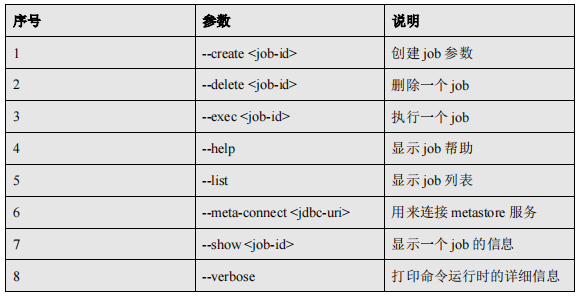 序号 参数 说明
1 --create <job-id> 创建 job 参数
2 --delete <job-id> 删除一个 job
3 --exec <job-id> 执行一个 job
4 --help 显示 job 帮助
5 --list 显示 job 列表
6 --meta-connect <jdbc-uri> 用来连接 metastore 服务
7 --show <job-id> 显示一个 job 的信息
8 --verbose 打印命令运行时的详细信息